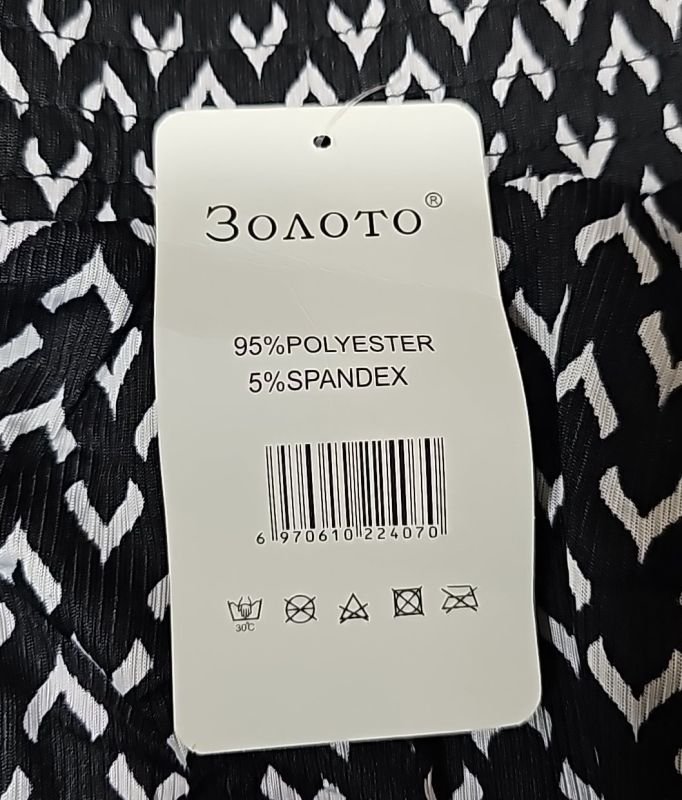 Золото®
95%POLYESTER
5%SPANDEX
6 970610 224070
30℃